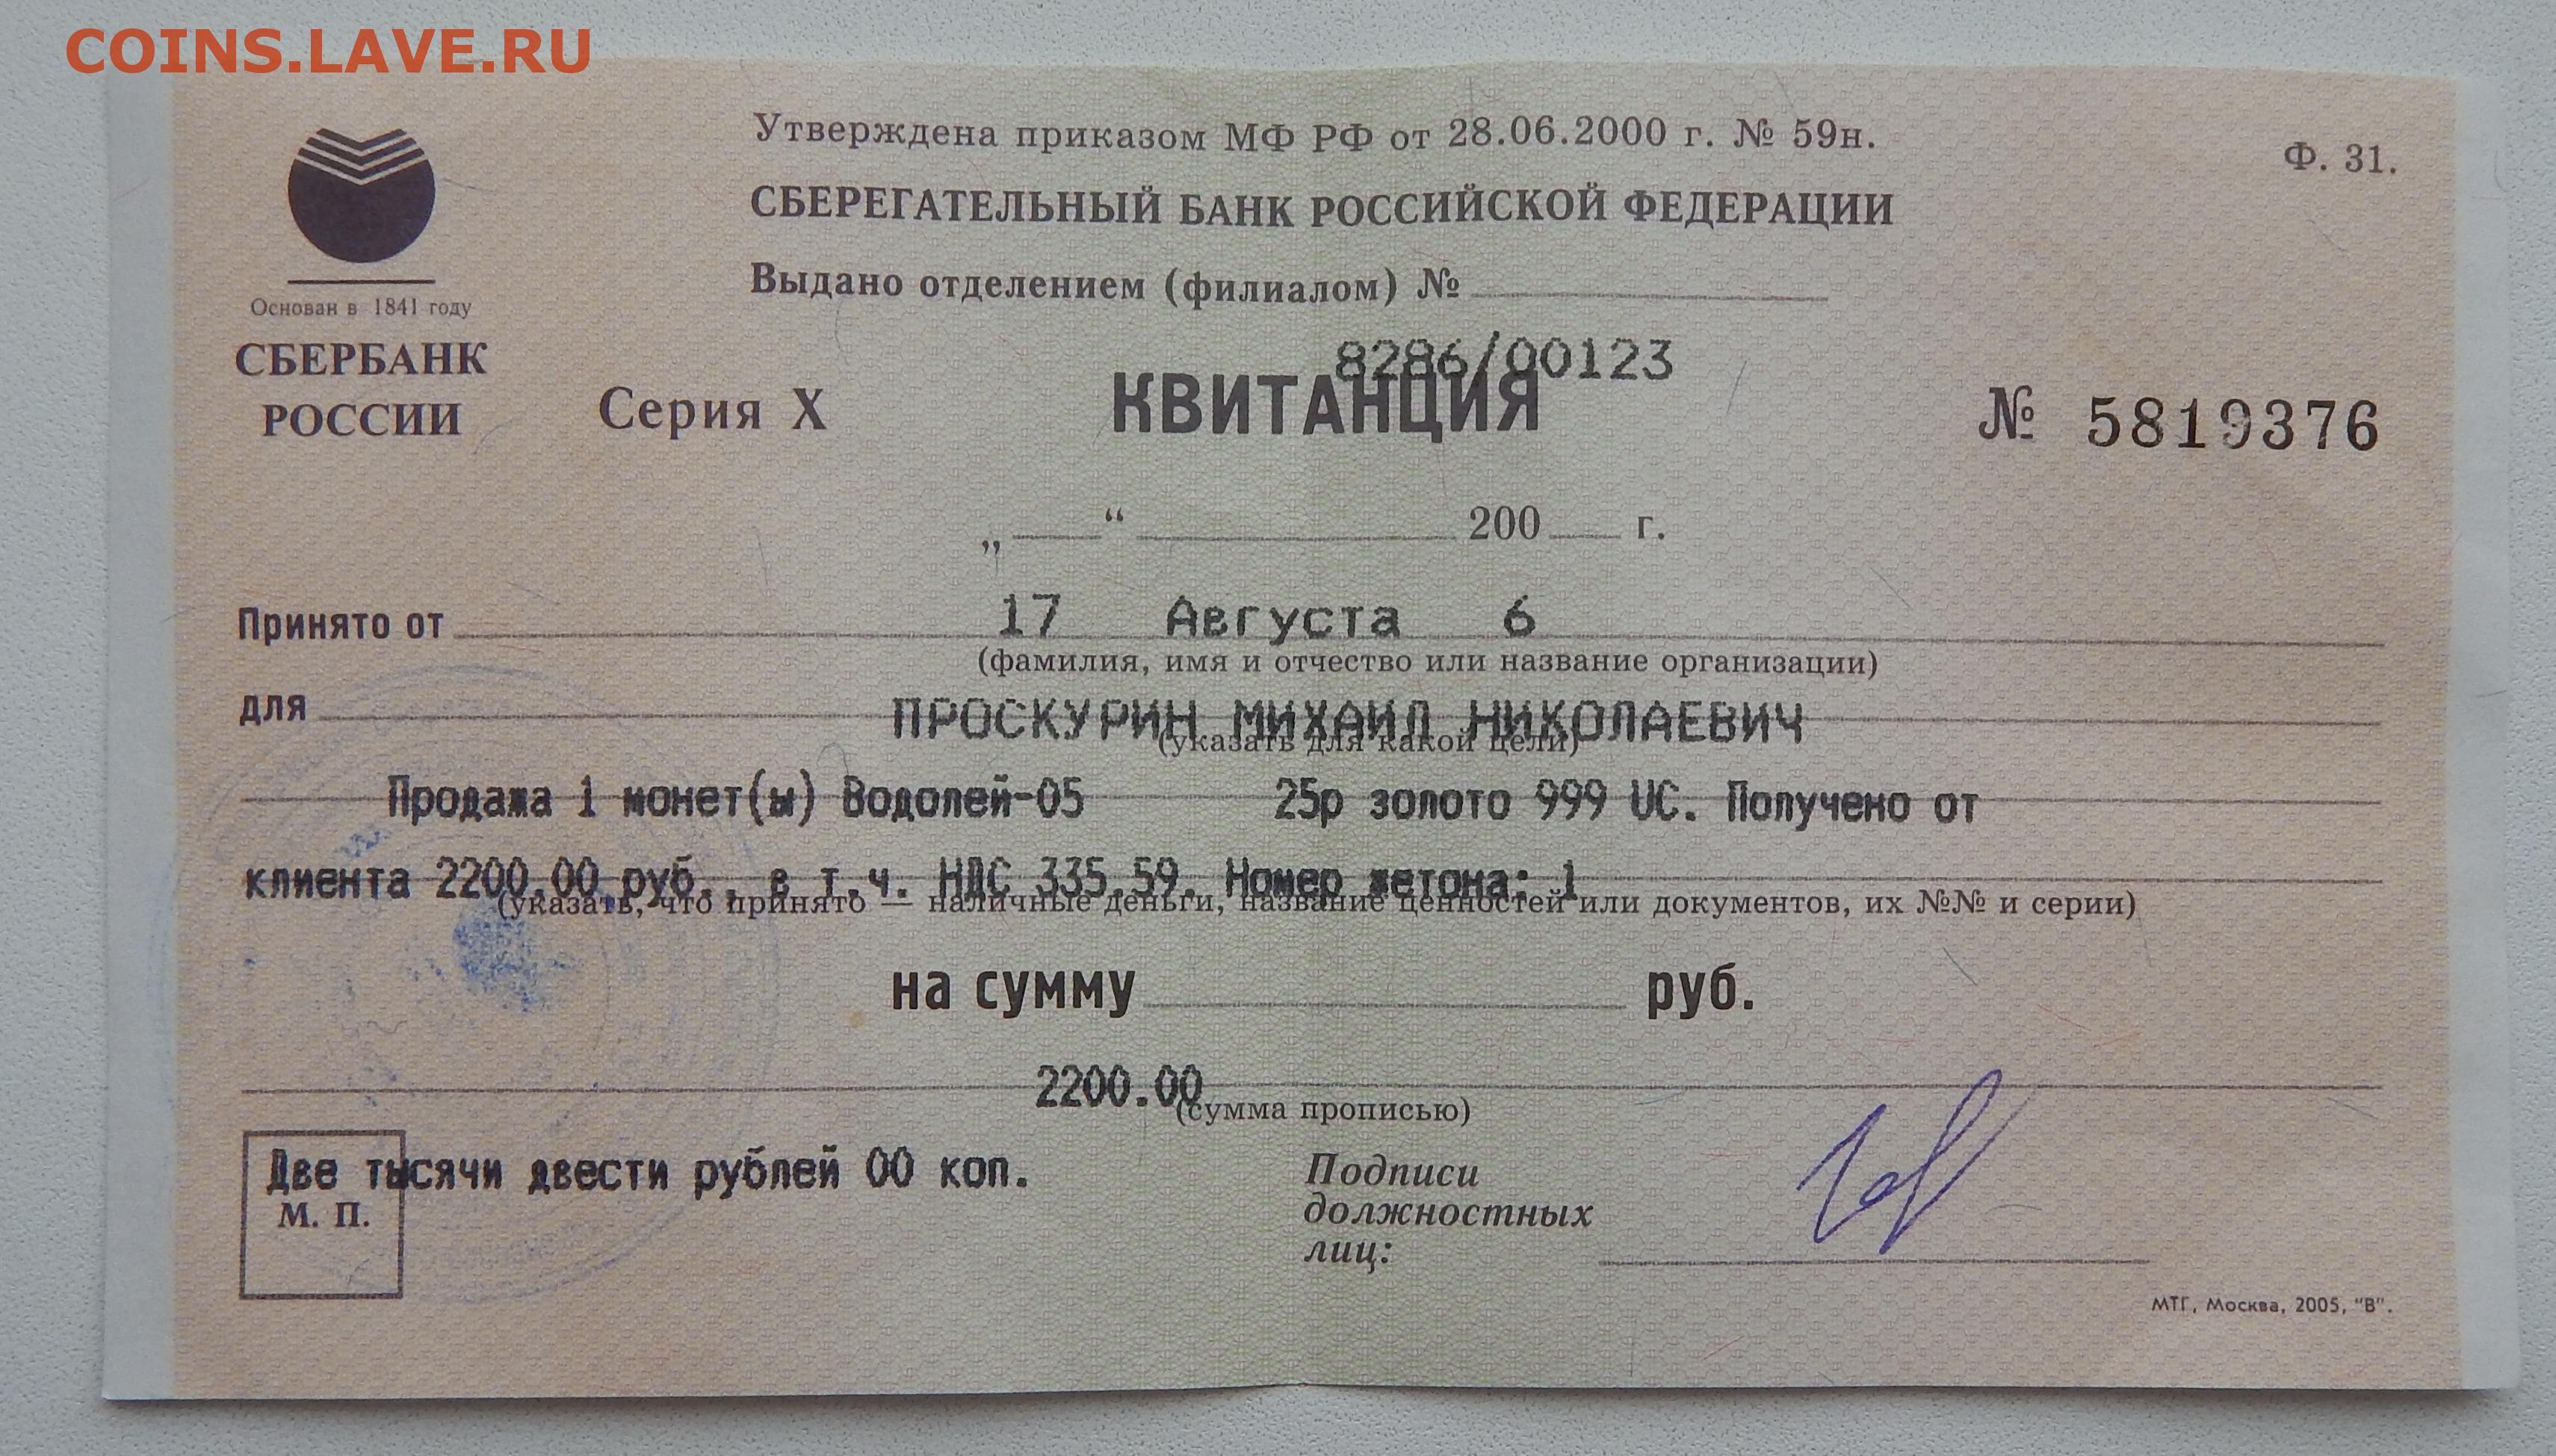 COINS.LAVE.RU
Утверждена приказом МФ РФ от 28.06.2000 г. № 59н.
Ф. 31.
СБЕРЕГАТЕЛЬНЫЙ БАНК РОССИЙСКОЙ ФЕДЕРАЦИИ
Выдано отделением (филиалом) №
Основан в 1841 году
СБЕРБАНК
РОССИИ
8286/00123
Серия X КВИТАНЦИЯ № 5819376
„ “ 200 г.
Принято от 17 Августа 6
(фамилия, имя и отчество или название организации)
для ПРОСКУРИН МИХАИЛ НИКОЛАЕВИЧ
(указать для какой цели)
Продажа 1 монет(ы) Водолей-05 25р золото 999 UC. Получено от
клиента 2200.00 руб., в т.ч. НДС 335.59. Номер жетона: 1
(указать, что принято — наличные деньги, название ценностей или документов, их №№ и серии)
на сумму руб.
2200.00
(сумма прописью)
Две тысячи двести рублей 00 коп.
М. П.
Подписи
должностных
лиц:
МТГ, Москва, 2005, "В".